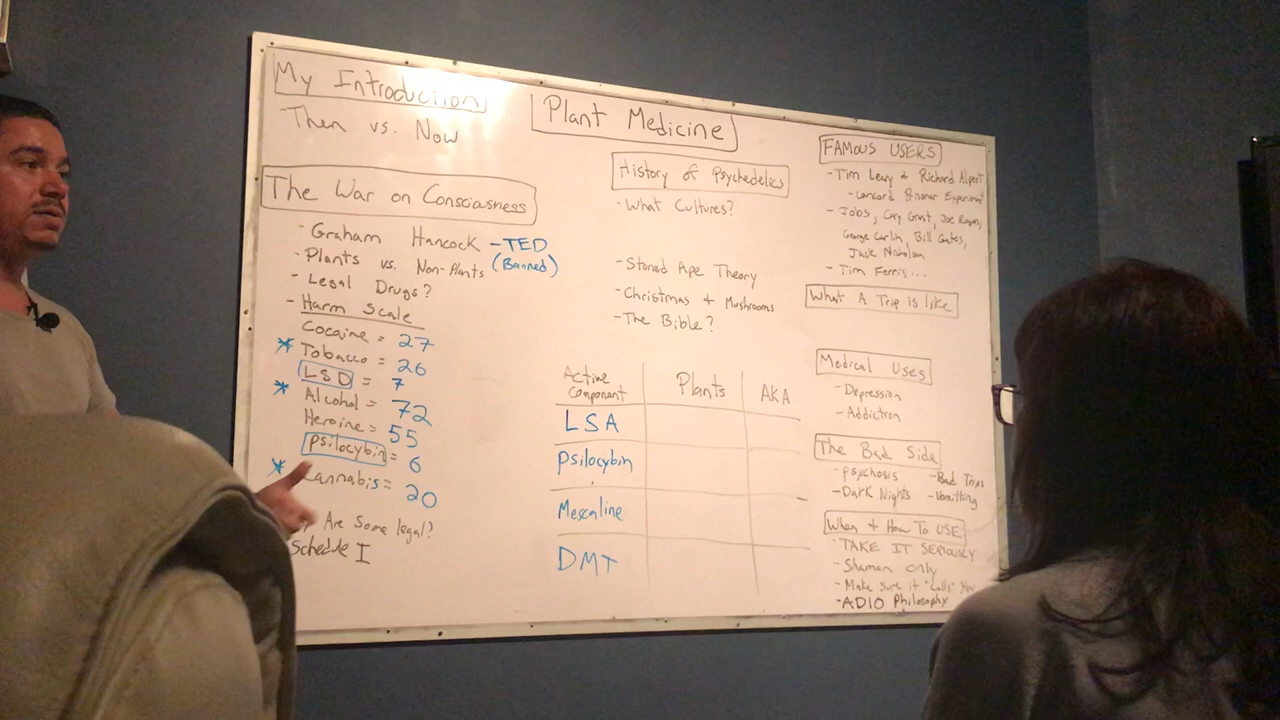 My Introduction
- Then vs. Now
The War on Consciousness
- Graham Hancock - TED
(Banned)
- Plants vs. Non-Plants
- Legal Drugs?
- Harm Scale
Cocaine = 27
* Tobacco = 26
LSD = 7
* Alcohol = 72
Heroine = 55
Psilocybin = 6
* Cannabis = 20
Are Some legal?
Schedule I
Plant Medicine
History of Psychedelics
- What Cultures?
- Stoned Ape Theory
- Christmas + Mushrooms
- The Bible?
Active Component Plants AKA
LSA
Psilocybin
Mescaline
DMT
FAMOUS USERS
- Tim Leary + Richard Alpert
- Concord Prisoner Experiment
- Jobs, Cary Grant, Joe Rogan,
George Carlin, Bill Gates,
Jack Nicholson
- Tim Ferris...
What A Trip is like
Medical Uses
- Depression
- Addiction
The Bad Side
- psychosis - Bad Trips
- Dark Nights - Vomitting
When + How To USE
- TAKE IT SERIOUSLY
- Shaman only
- Make sure it "calls" you
- ADIO Philosophy